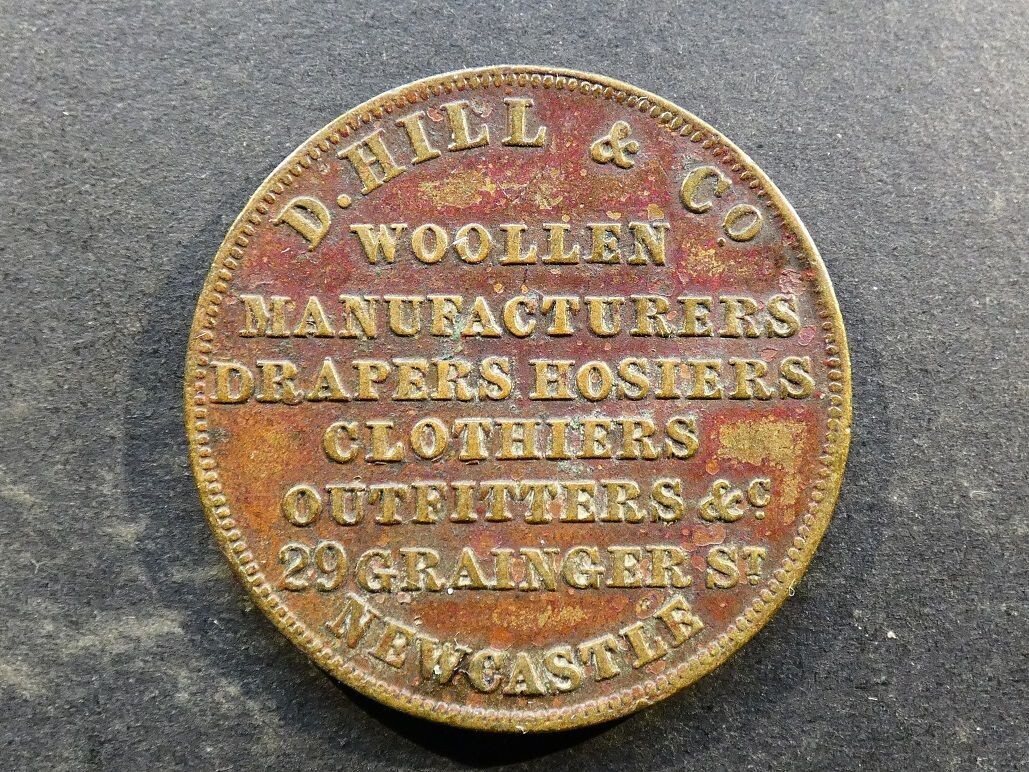 D. HILL & CO.
WOOLLEN
MANUFACTURERS
DRAPERS HOSIERS
CLOTHIERS
OUTFITTERS &C.
29 GRAINGER ST.
NEWCASTLE